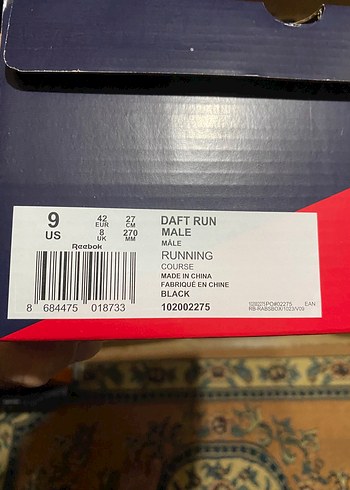 9
US
42
EUR
27
CM
8
UK
270
MM
Reebok
8 684475 018733
DAFT RUN
MALE
MÂLE
RUNNING
COURSE
MADE IN CHINA
FABRIQUÉ EN CHINE
BLACK
102002275
EAN